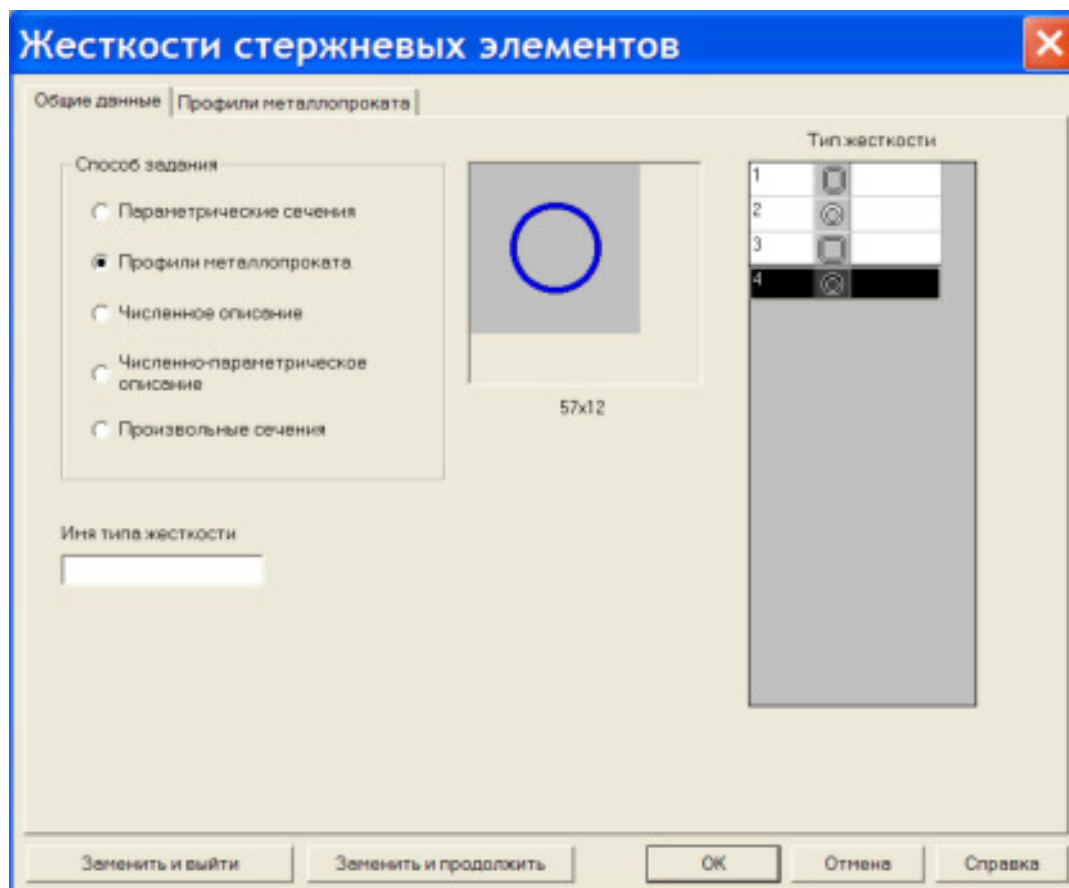 Жесткости стержневых элементов
Общие данные
Профили металлопроката
Способ задания
Параметрические сечения
Профили металлопроката
Численное описание
Численно-параметрическое
описание
Произвольные сечения
57x12
Тип жесткости
1
2
3
4
Имя типа жесткости
Заменить и выйти
Заменить и продолжить
OK
Отмена
Справка